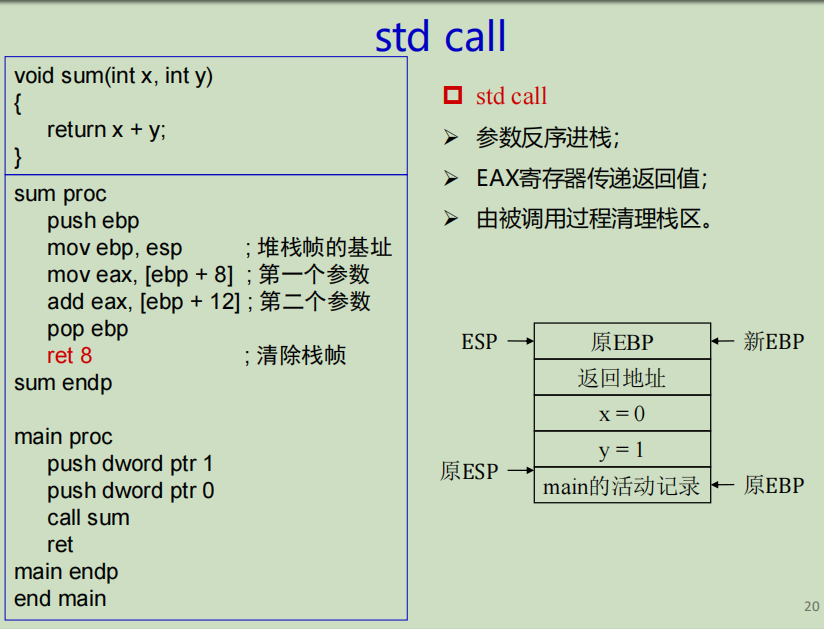 std call
void sum(int x, int y)
{
return x + y;
}
sum proc
push ebp
mov ebp, esp ; 堆栈帧的基址
mov eax, [ebp + 8] ; 第一个参数
add eax, [ebp + 12] ; 第二个参数
pop ebp
ret 8 ; 清除栈帧
sum endp
main proc
push dword ptr 1
push dword ptr 0
call sum
ret
main endp
end main
std call
参数反序进栈;
EAX寄存器传递返回值;
由被调用过程清理栈区。
ESP 原EBP 新EBP
返回地址
x = 0
y = 1
原ESP
main的活动记录 原EBP
20